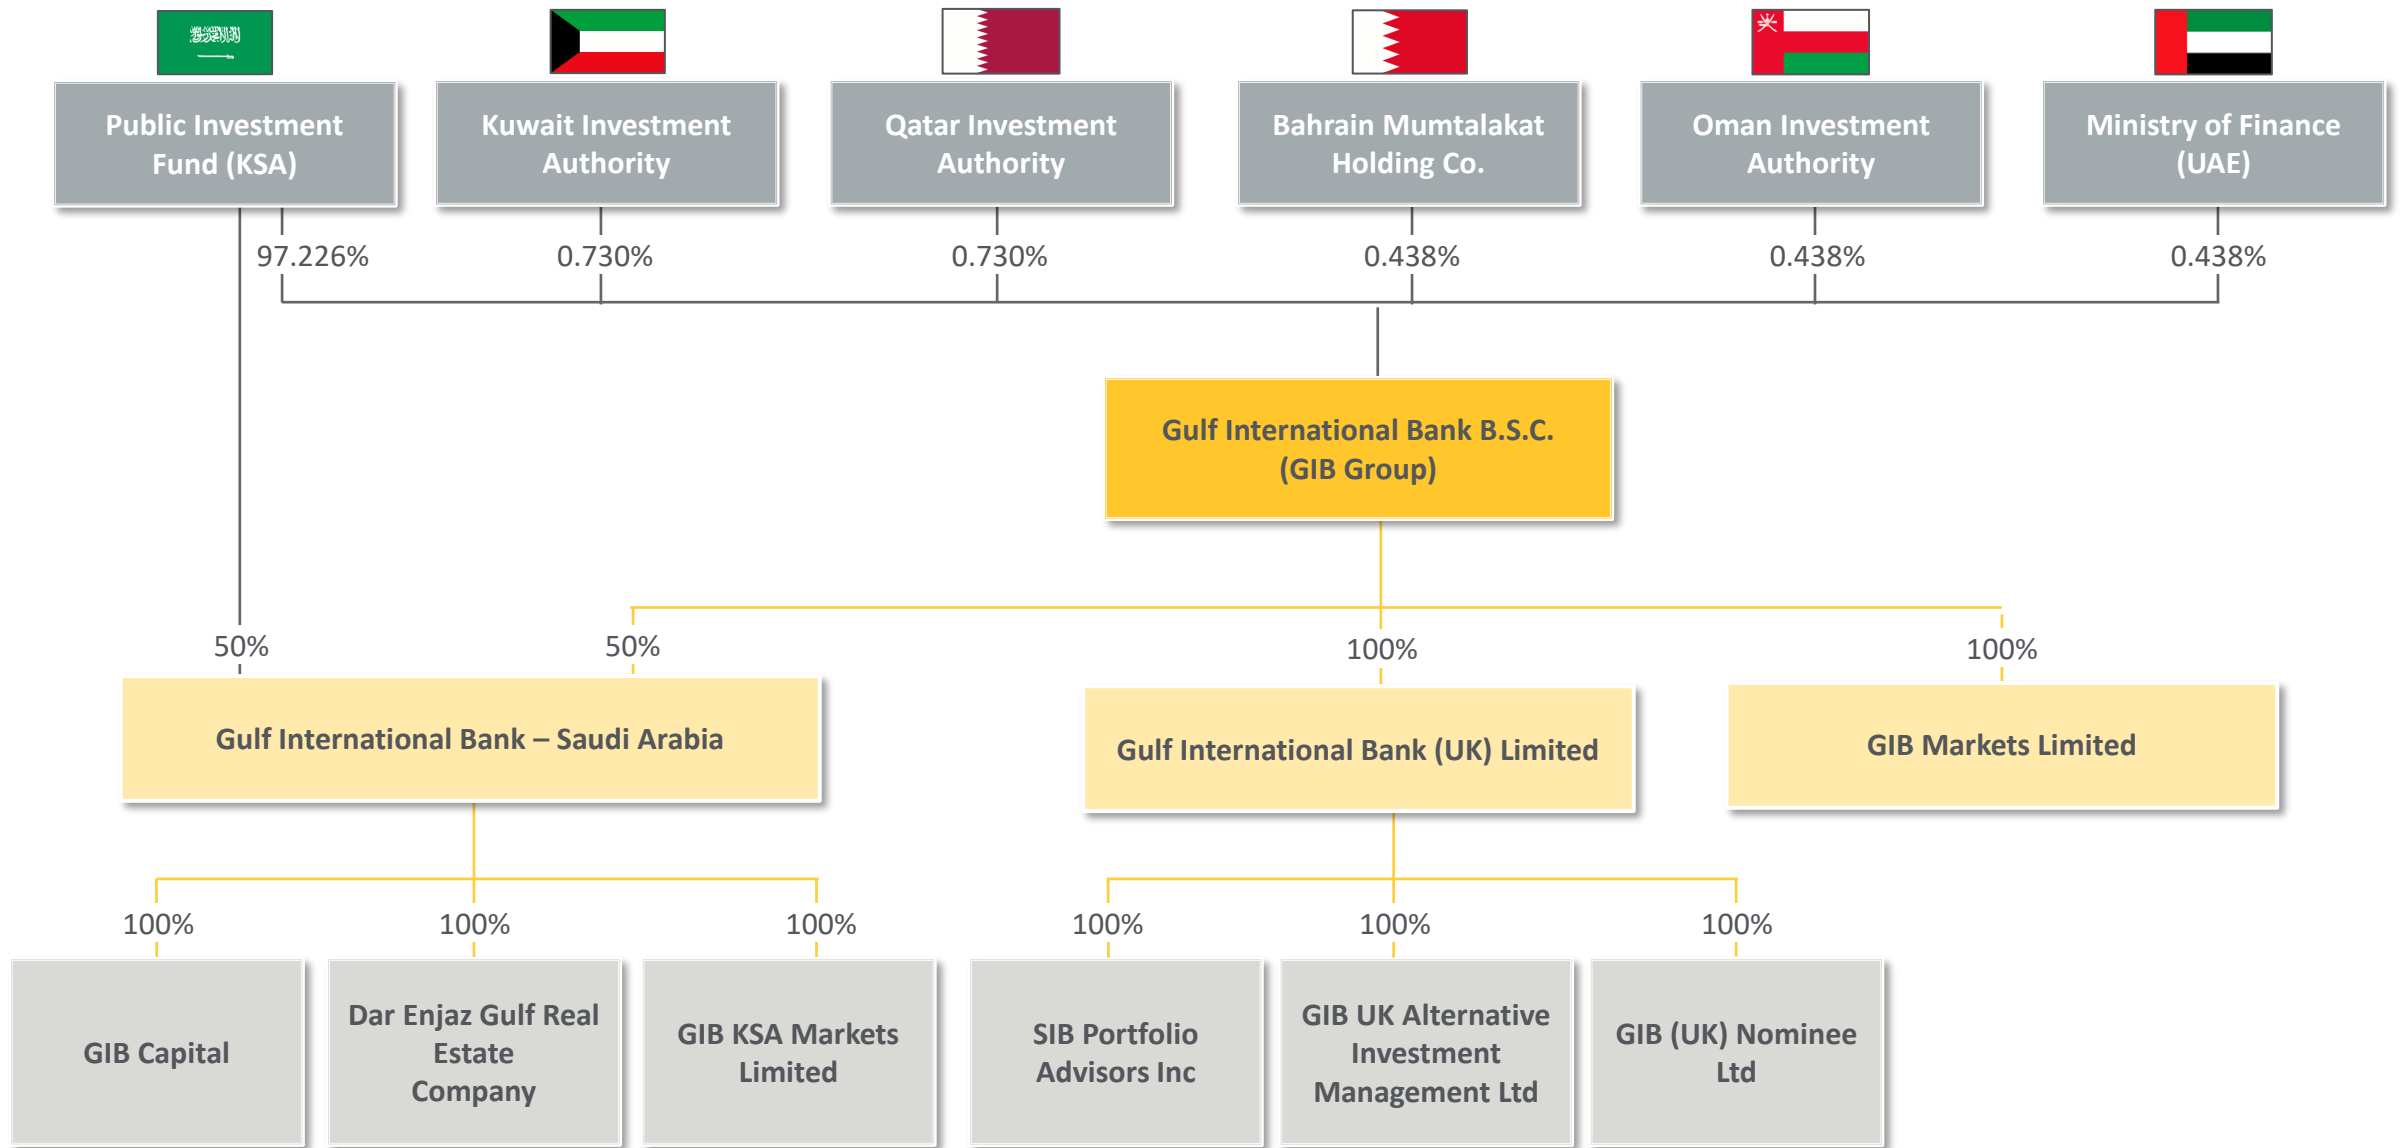 Public Investment
Fund (KSA)
Kuwait Investment
Authority
Qatar Investment
Authority
Bahrain Mumtalakat
Holding Co.
Oman Investment
Authority
Ministry of Finance
(UAE)
97.226%
0.730%
0.730%
0.438%
0.438%
0.438%
Gulf International Bank B.S.C.
(GIB Group)
50%
50%
100%
100%
Gulf International Bank – Saudi Arabia
Gulf International Bank (UK) Limited
GIB Markets Limited
100%
100%
100%
100%
100%
100%
GIB Capital
Dar Enjaz Gulf Real
Estate
Company
GIB KSA Markets
Limited
SIB Portfolio
Advisors Inc
GIB UK Alternative
Investment
Management Ltd
GIB (UK) Nominee
Ltd